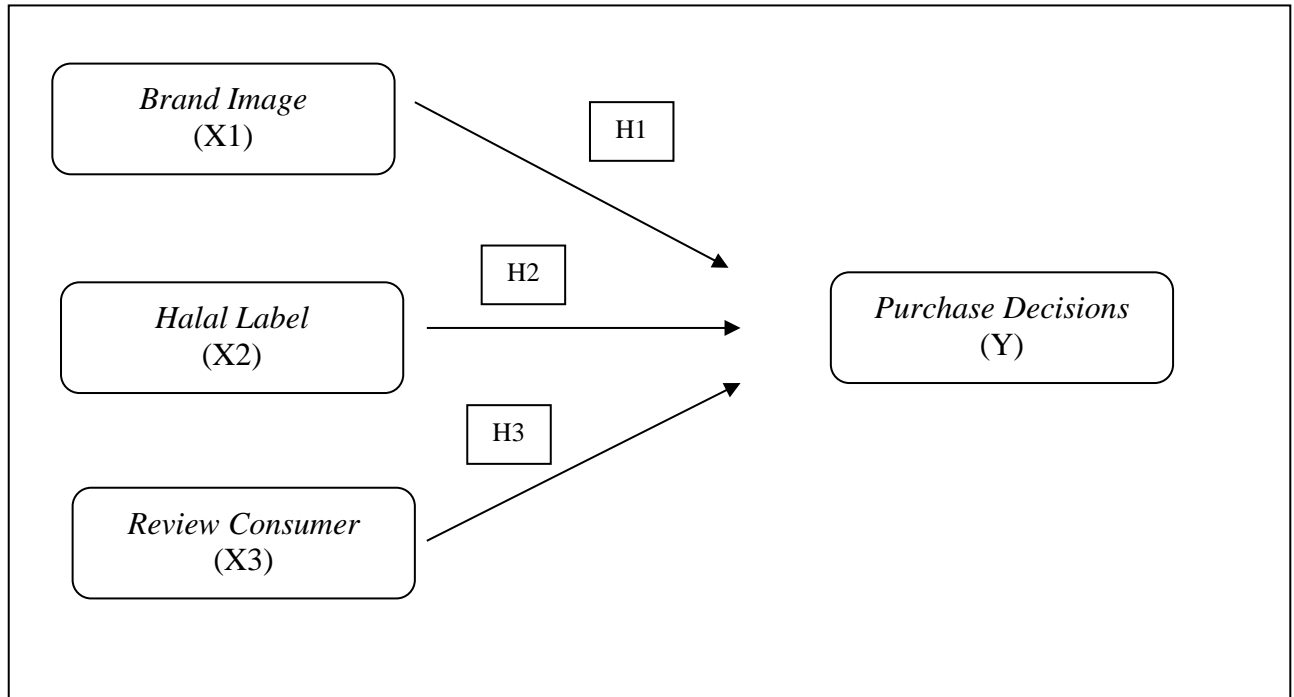 Brand Image
(X1)
H1
H2
Halal Label
(X2)
Purchase Decisions
(Y)
H3
Review Consumer
(X3)